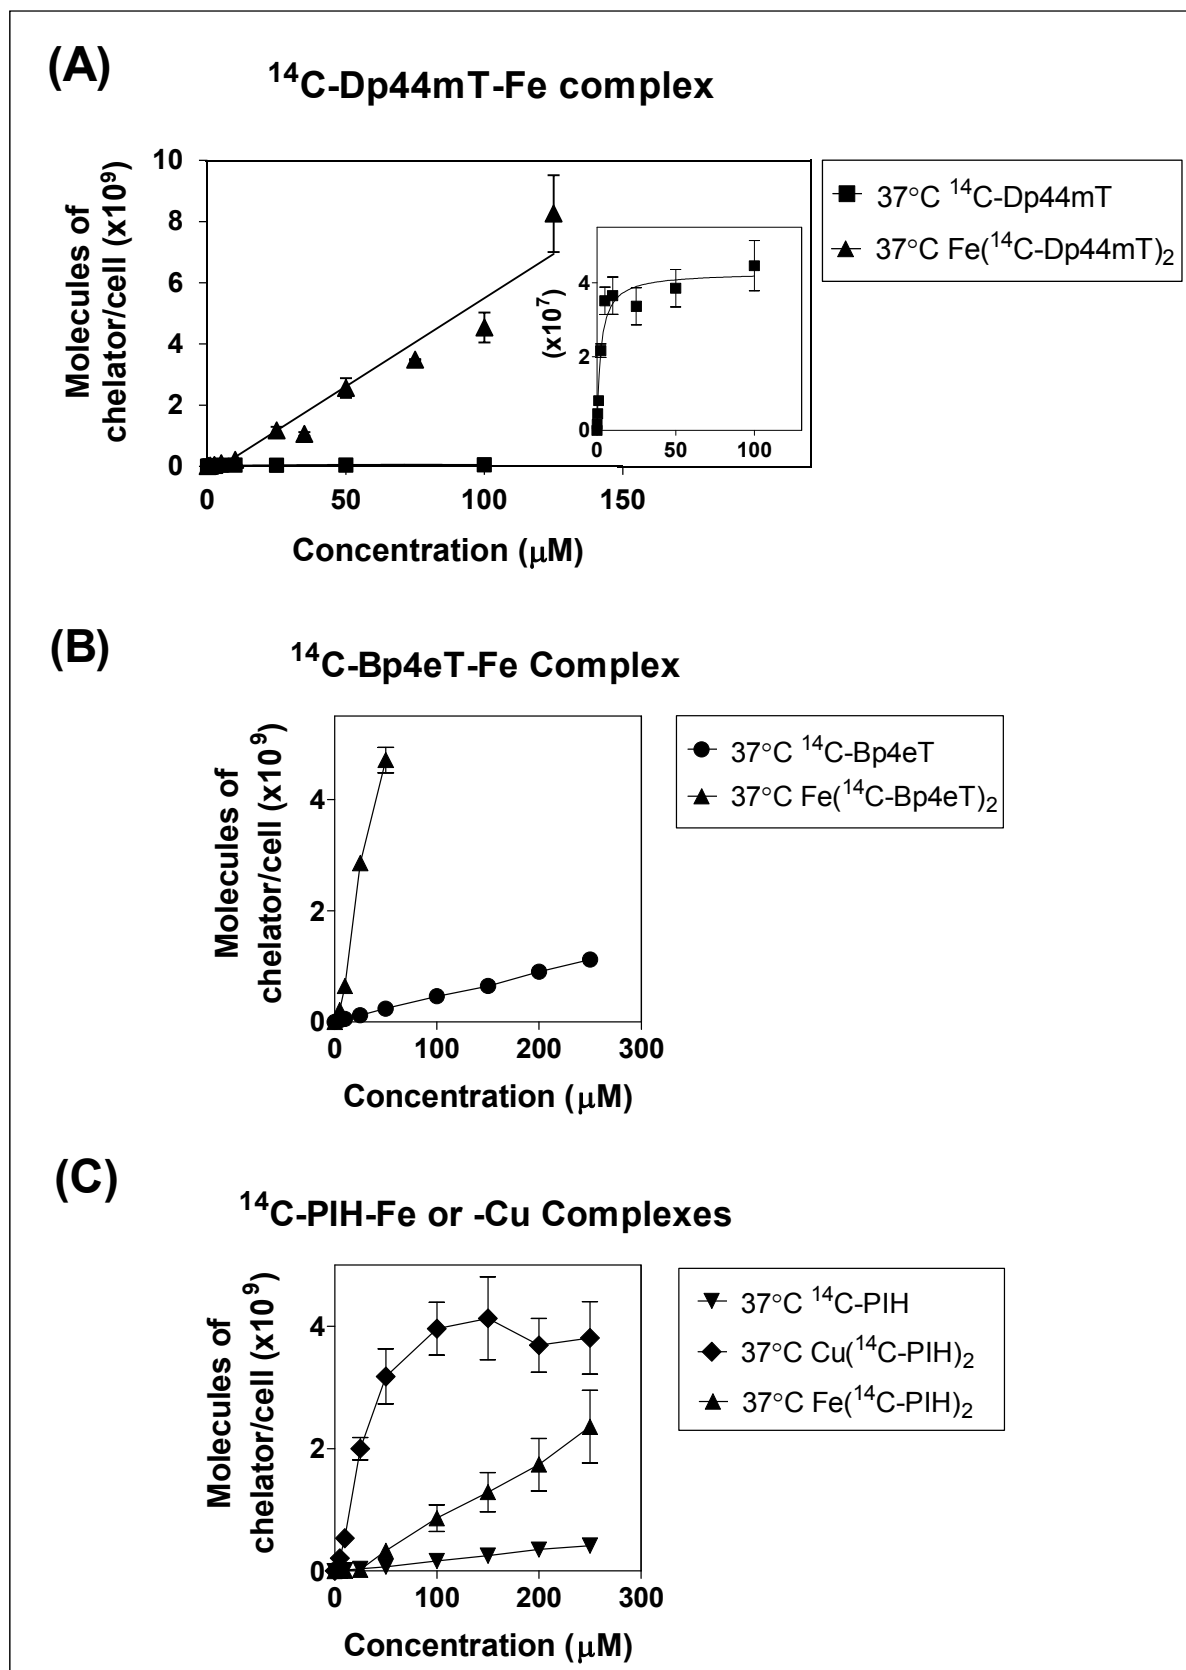 (A)
¹⁴C-Dp44mT-Fe complex
Molecules of
chelator/cell (x10⁹)
10
8
6
4
2
0
0 50 100 150
Concentration (μM)
(x10⁷)
4
2
0
0 50 100
37°C ¹⁴C-Dp44mT
37°C Fe(¹⁴C-Dp44mT)₂
(B)
¹⁴C-Bp4eT-Fe Complex
Molecules of
chelator/cell (x10⁹)
4
2
0
0 100 200 300
Concentration (μM)
37°C ¹⁴C-Bp4eT
37°C Fe(¹⁴C-Bp4eT)₂
(C)
¹⁴C-PIH-Fe or -Cu Complexes
Molecules of
chelator/cell (x10⁹)
4
2
0
0 100 200 300
Concentration (μM)
37°C ¹⁴C-PIH
37°C Cu(¹⁴C-PIH)₂
37°C Fe(¹⁴C-PIH)₂